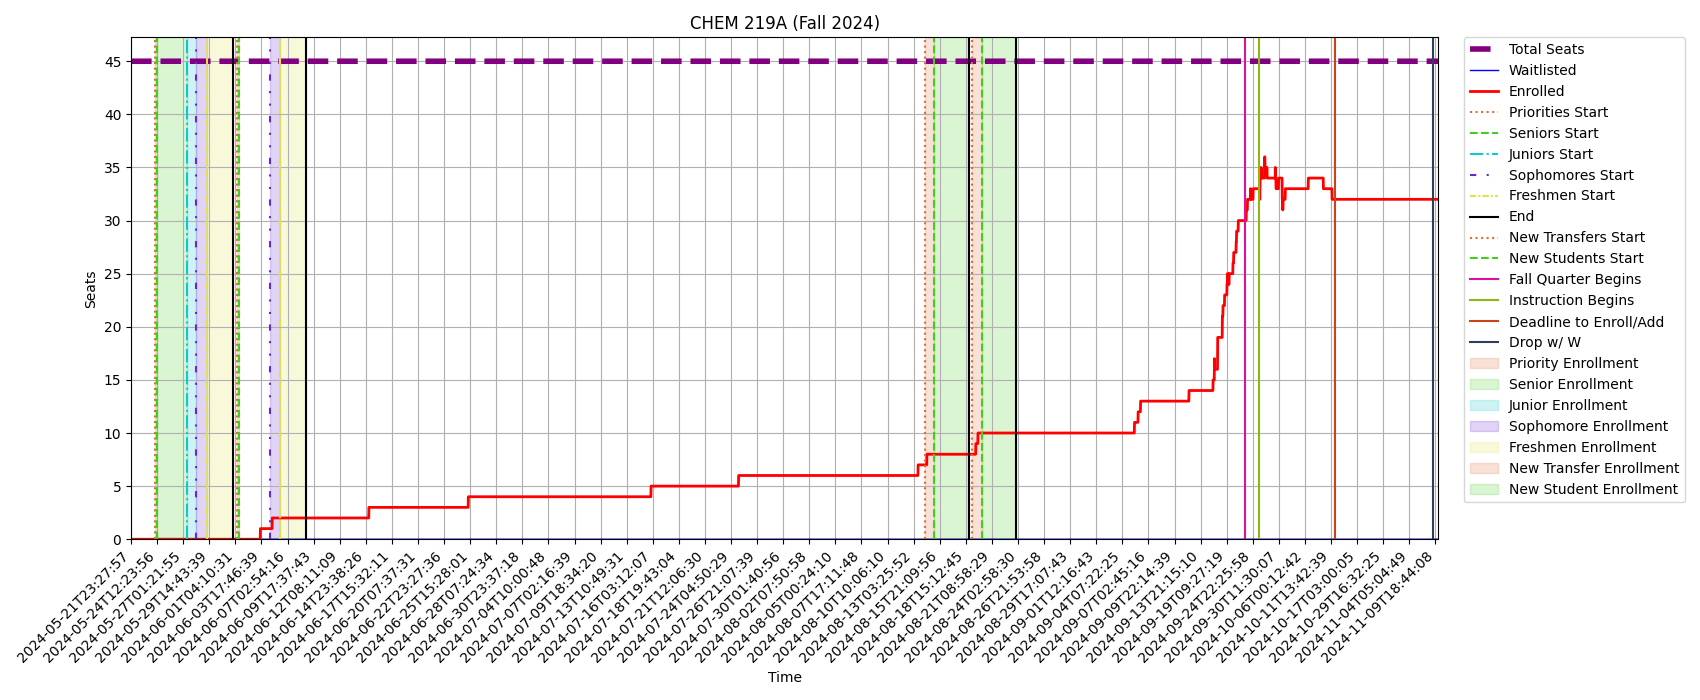 CHEM 219A (Fall 2024)
Seats
45
40
35
30
25
20
15
10
5
0
2024-05-21T23:27:57
2024-05-24T12:23:56
2024-05-27T01:21:55
2024-05-29T14:43:39
2024-06-01T04:10:31
2024-06-03T17:46:39
2024-06-07T02:54:16
2024-06-09T17:37:43
2024-06-12T08:11:09
2024-06-14T23:38:26
2024-06-17T15:32:11
2024-06-20T07:37:31
2024-06-22T23:27:36
2024-06-25T15:28:01
2024-06-28T07:24:34
2024-06-30T23:37:18
2024-07-04T10:00:48
2024-07-07T02:16:39
2024-07-09T18:34:20
2024-07-13T10:49:31
2024-07-16T03:12:07
2024-07-18T19:43:04
2024-07-21T12:06:30
2024-07-24T04:50:29
2024-07-26T21:07:39
2024-07-30T01:40:56
2024-08-02T07:50:58
2024-08-05T00:24:10
2024-08-07T17:11:48
2024-08-10T10:06:10
2024-08-13T03:25:52
2024-08-15T21:09:56
2024-08-18T15:12:45
2024-08-21T08:58:29
2024-08-24T02:58:30
2024-08-26T21:53:58
2024-08-29T17:07:43
2024-09-01T12:16:43
2024-09-04T07:22:25
2024-09-07T02:45:16
2024-09-09T22:14:39
2024-09-13T21:15:10
2024-09-19T09:27:19
2024-09-24T22:25:58
2024-09-30T11:30:07
2024-10-06T00:12:42
2024-10-11T13:42:39
2024-10-17T03:00:05
2024-10-29T16:32:25
2024-11-04T05:04:49
2024-11-09T18:44:08
Time
Total Seats
Waitlisted
Enrolled
Priorities Start
Seniors Start
Juniors Start
Sophomores Start
Freshmen Start
End
New Transfers Start
New Students Start
Fall Quarter Begins
Instruction Begins
Deadline to Enroll/Add
Drop w/ W
Priority Enrollment
Senior Enrollment
Junior Enrollment
Sophomore Enrollment
Freshmen Enrollment
New Transfer Enrollment
New Student Enrollment